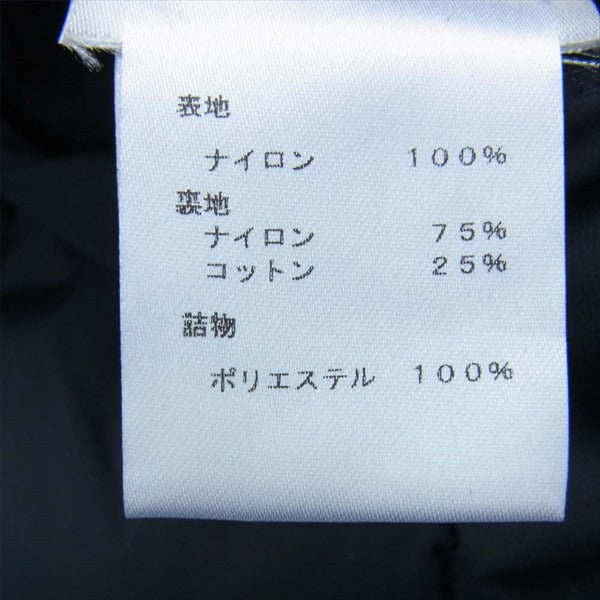 表地
ナイロン 100%
裏地
ナイロン 75%
コットン 25%
詰物
ポリエステル 100%